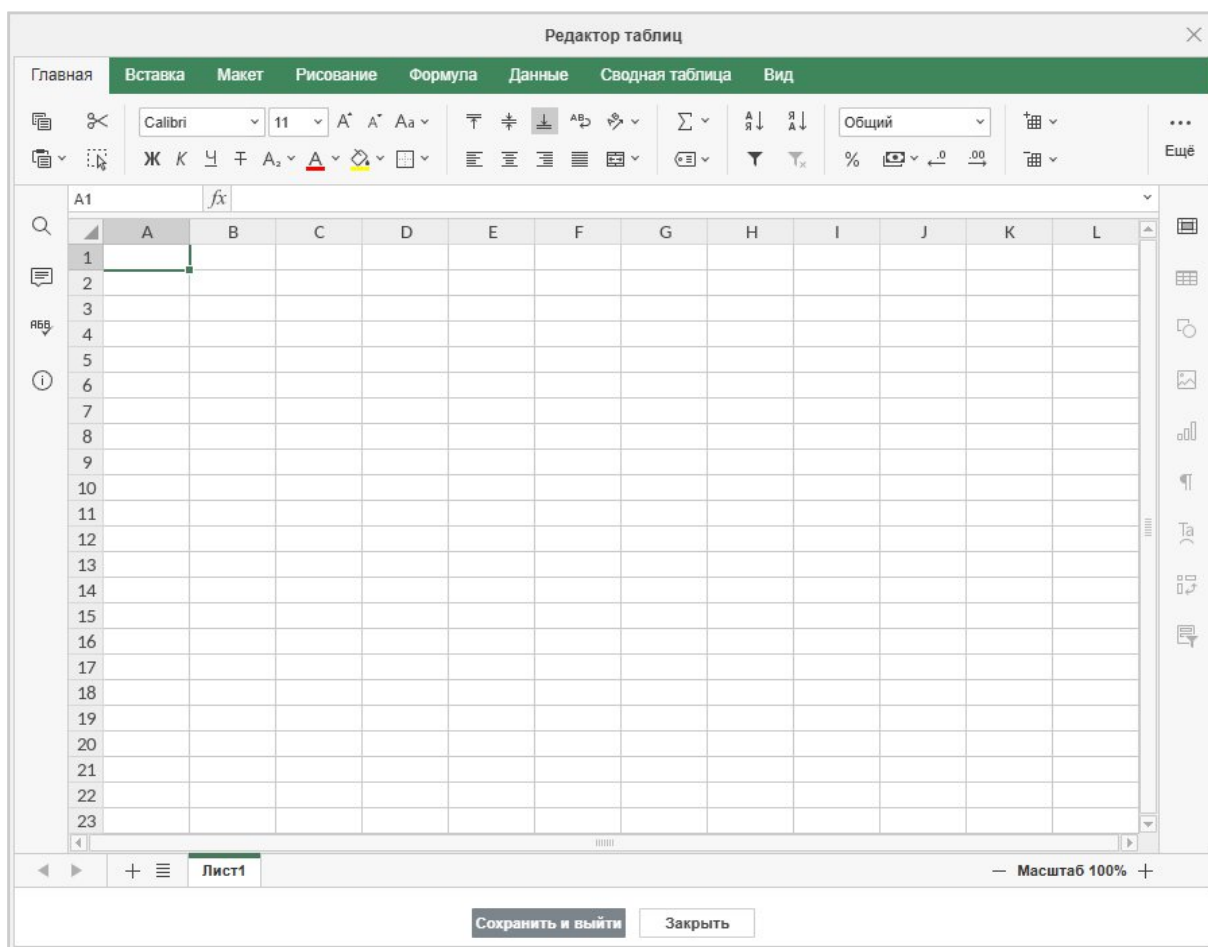 Редактор таблиц
Главная Вставка Макет Рисование Формула Данные Сводная таблица Вид
Calibri 11 Общий
Ж К Ч Ещё
A1 fx
A B C D E F G H I J K L
1
2
3
4
5
6
7
8
9
10
11
12
13
14
15
16
17
18
19
20
21
22
23
Лист1 Масштаб 100%
Сохранить и выйти Закрыть